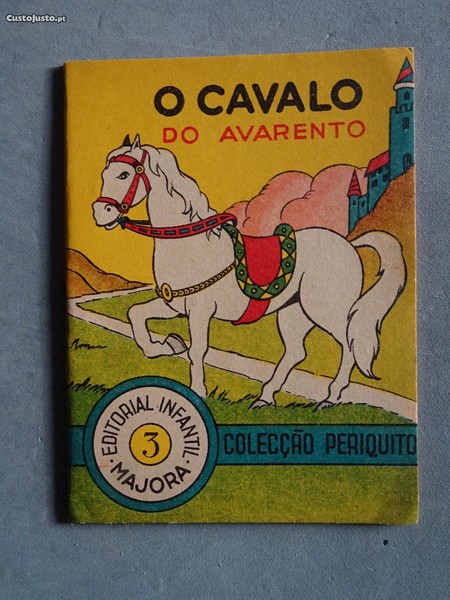 CustoJusto.pt
O CAVALO
DO AVARENTO
EDITORIAL INFANTIL
3
MAJORA
COLECÇÃO PERIQUITO